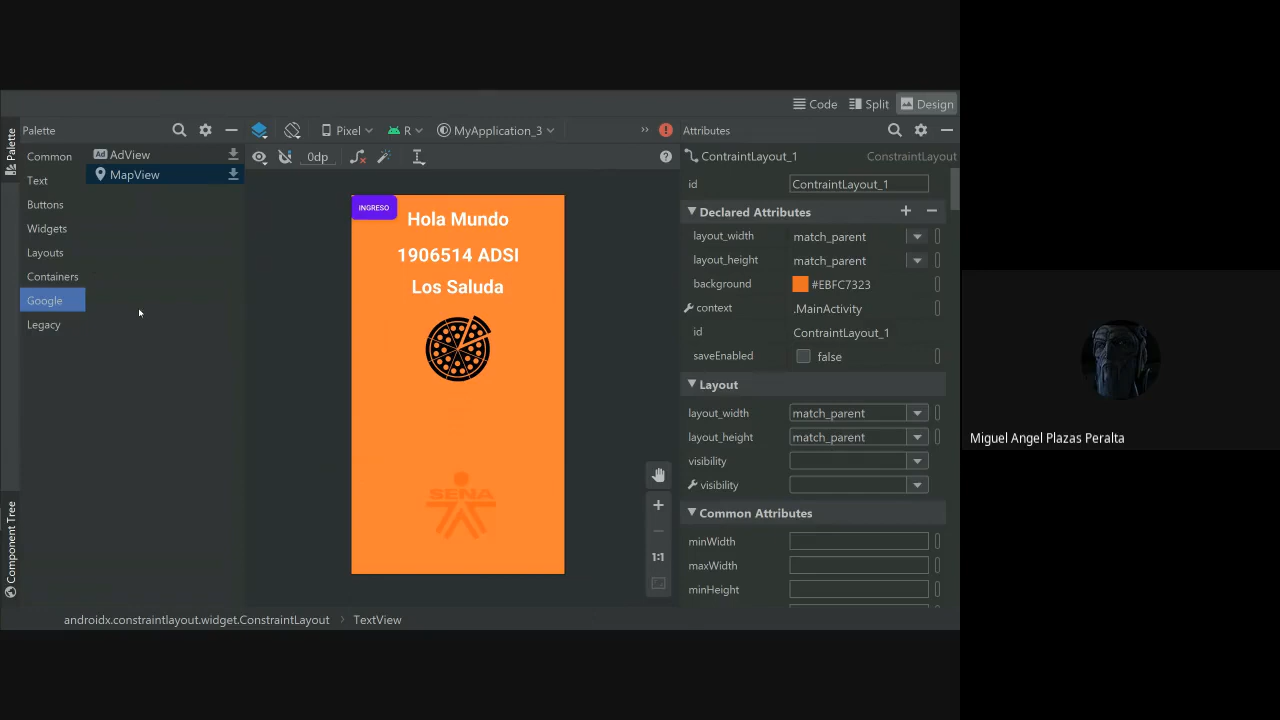 Code
Split
Design
Palette
Pixel
R
MyApplication_3
Attributes
0dp
Palette
Common
Text
Buttons
Widgets
Layouts
Containers
Google
Legacy
Ad AdView
MapView
INGRESO
Hola Mundo
1906514 ADSI
Los Saluda
SENA
1:1
Component Tree
ContraintLayout_1 ConstraintLayout
id ContraintLayout_1
Declared Attributes
layout_width match_parent
layout_height match_parent
background #EBFC7323
context .MainActivity
id ContraintLayout_1
saveEnabled false
Layout
layout_width match_parent
layout_height match_parent
visibility
visibility
Common Attributes
minWidth
maxWidth
minHeight
androidx.constraintlayout.widget.ConstraintLayout > TextView
Miguel Angel Plazas Peralta